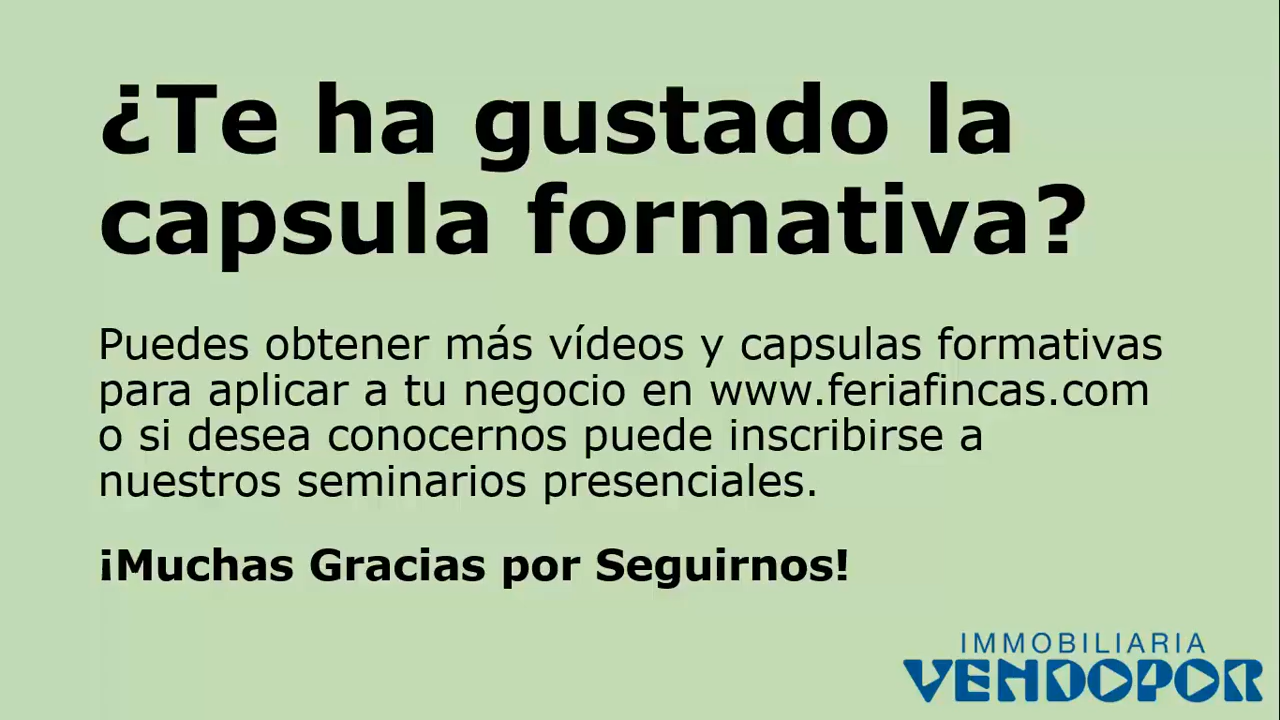 ¿Te ha gustado la
capsula formativa?
Puedes obtener más vídeos y capsulas formativas
para aplicar a tu negocio en www.feriafincas.com
o si desea conocernos puede inscribirse a
nuestros seminarios presenciales.
¡Muchas Gracias por Seguirnos!
IMMOBILIARIA
VENDOPOR